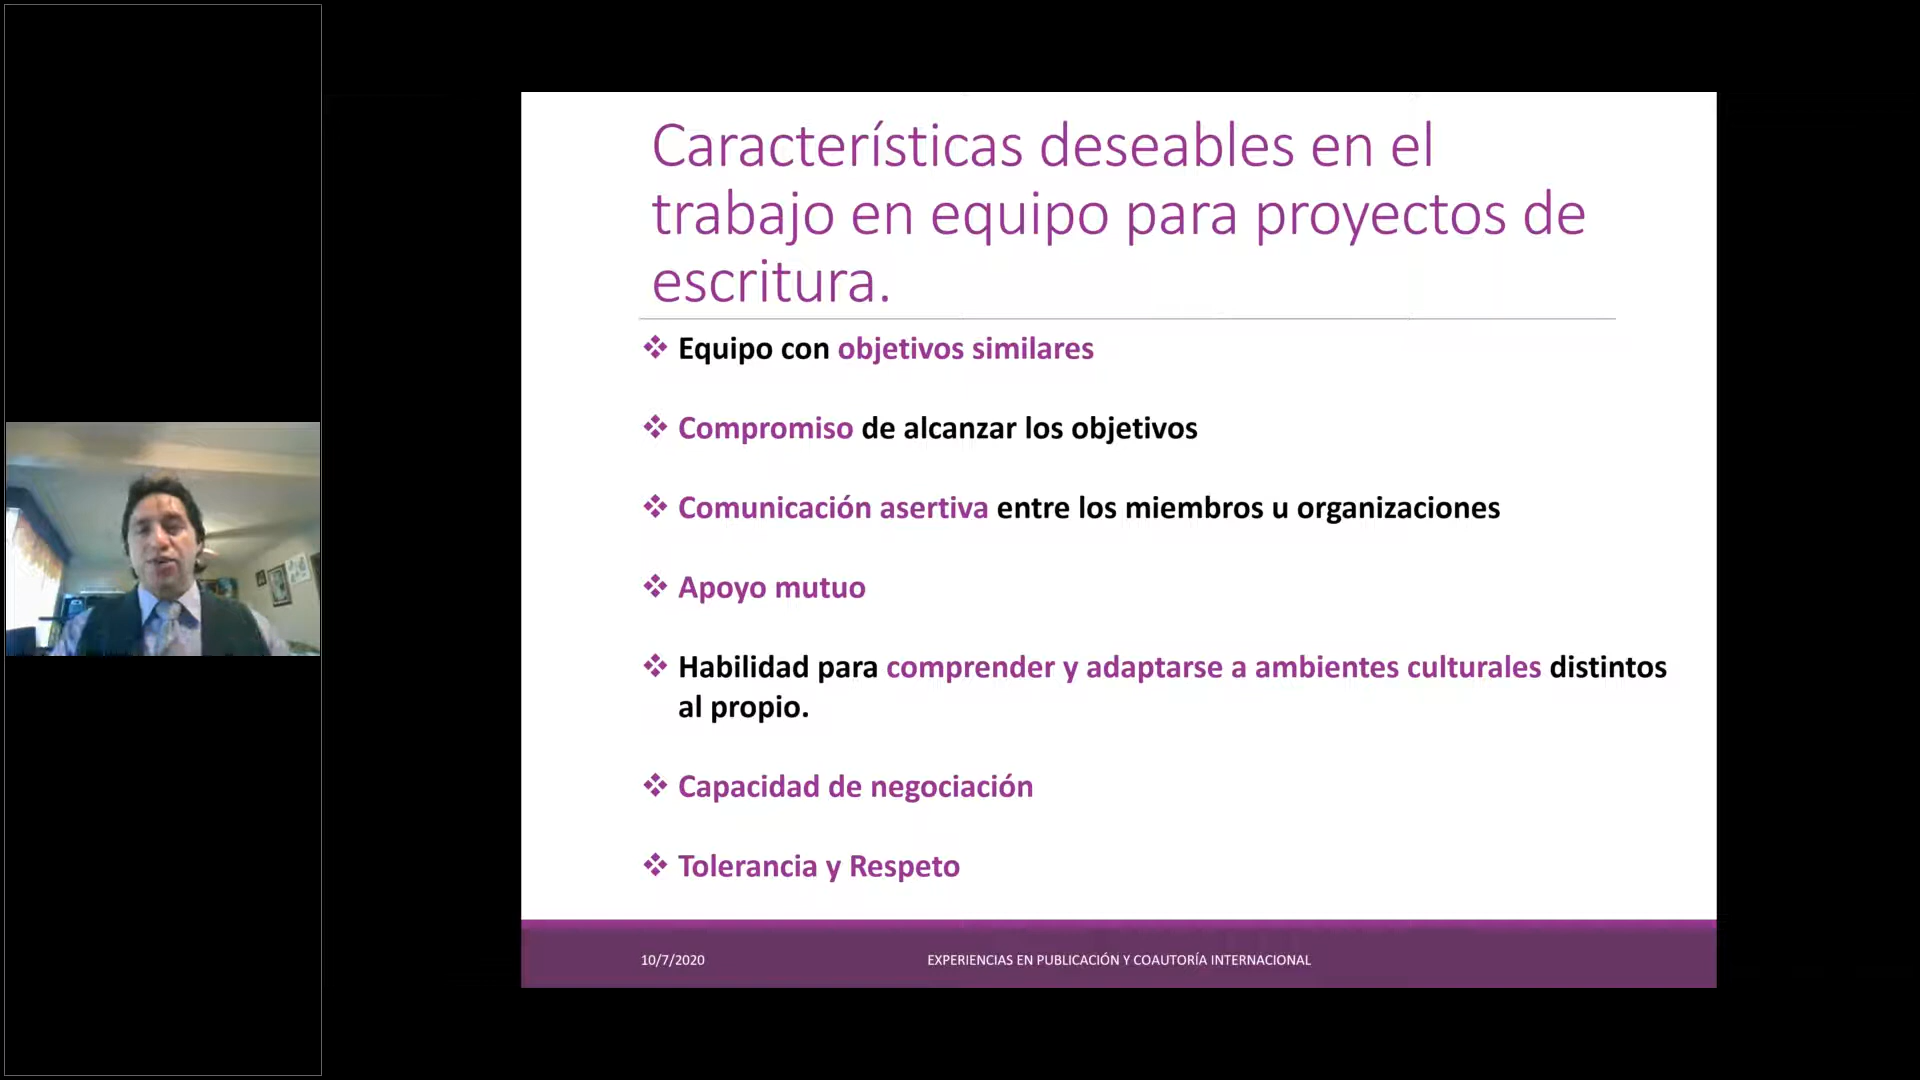 Características deseables en el
trabajo en equipo para proyectos de
escritura.
❖ Equipo con objetivos similares
❖ Compromiso de alcanzar los objetivos
❖ Comunicación asertiva entre los miembros u organizaciones
❖ Apoyo mutuo
❖ Habilidad para comprender y adaptarse a ambientes culturales distintos
al propio.
❖ Capacidad de negociación
❖ Tolerancia y Respeto
10/7/2020
EXPERIENCIAS EN PUBLICACIÓN Y COAUTORÍA INTERNACIONAL